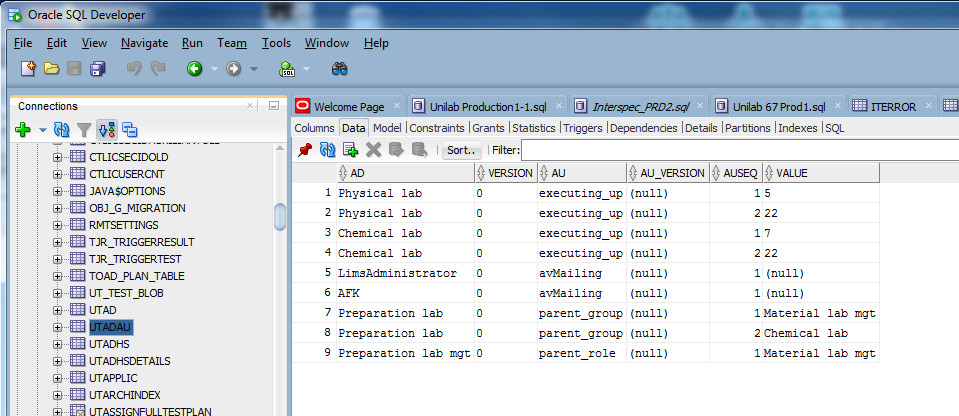 Oracle SQL Developer
File Edit View Navigate Run Team Tools Window Help
SQL
Connections
Welcome Page
Unilab Production1-1.sql
Interspec_PRD2.sql
Unilab 67 Prod1.sql
ITERROR
Columns Data Model Constraints Grants Statistics Triggers Dependencies Details Partitions Indexes SQL
Sort.. Filter:
CTLICSECIDOLD
CTLICUSERCNT
JAVA$OPTIONS
OBJ_G_MIGRATION
RMTSETTINGS
TJR_TRIGGERRESULT
TJR_TRIGGERTEST
TOAD_PLAN_TABLE
UT_TEST_BLOB
UTAD
UTADAU
UTADHS
UTADHSDETAILS
UTAPPLIC
UTARCHINDEX
UTASSIGNFULLTESTPLAN
AD VERSION AU AU_VERSION AUSEQ VALUE
1 Physical lab 0 executing_up (null) 1 5
2 Physical lab 0 executing_up (null) 2 22
3 Chemical lab 0 executing_up (null) 1 7
4 Chemical lab 0 executing_up (null) 2 22
5 LimsAdministrator 0 avMailing (null) 1 (null)
6 AFK 0 avMailing (null) 1 (null)
7 Preparation lab 0 parent_group (null) 1 Material lab mgt
8 Preparation lab 0 parent_group (null) 2 Chemical lab
9 Preparation lab mgt 0 parent_role (null) 1 Material lab mgt